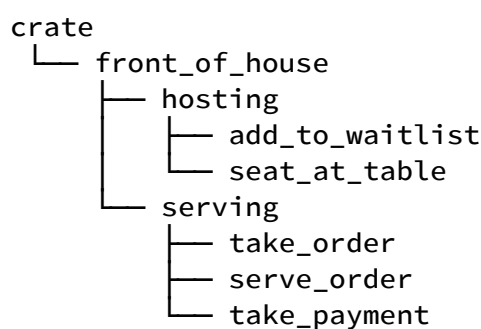 crate
└── front_of_house
    ├── hosting
    │   ├── add_to_waitlist
    │   └── seat_at_table
    └── serving
        ├── take_order
        ├── serve_order
        └── take_payment